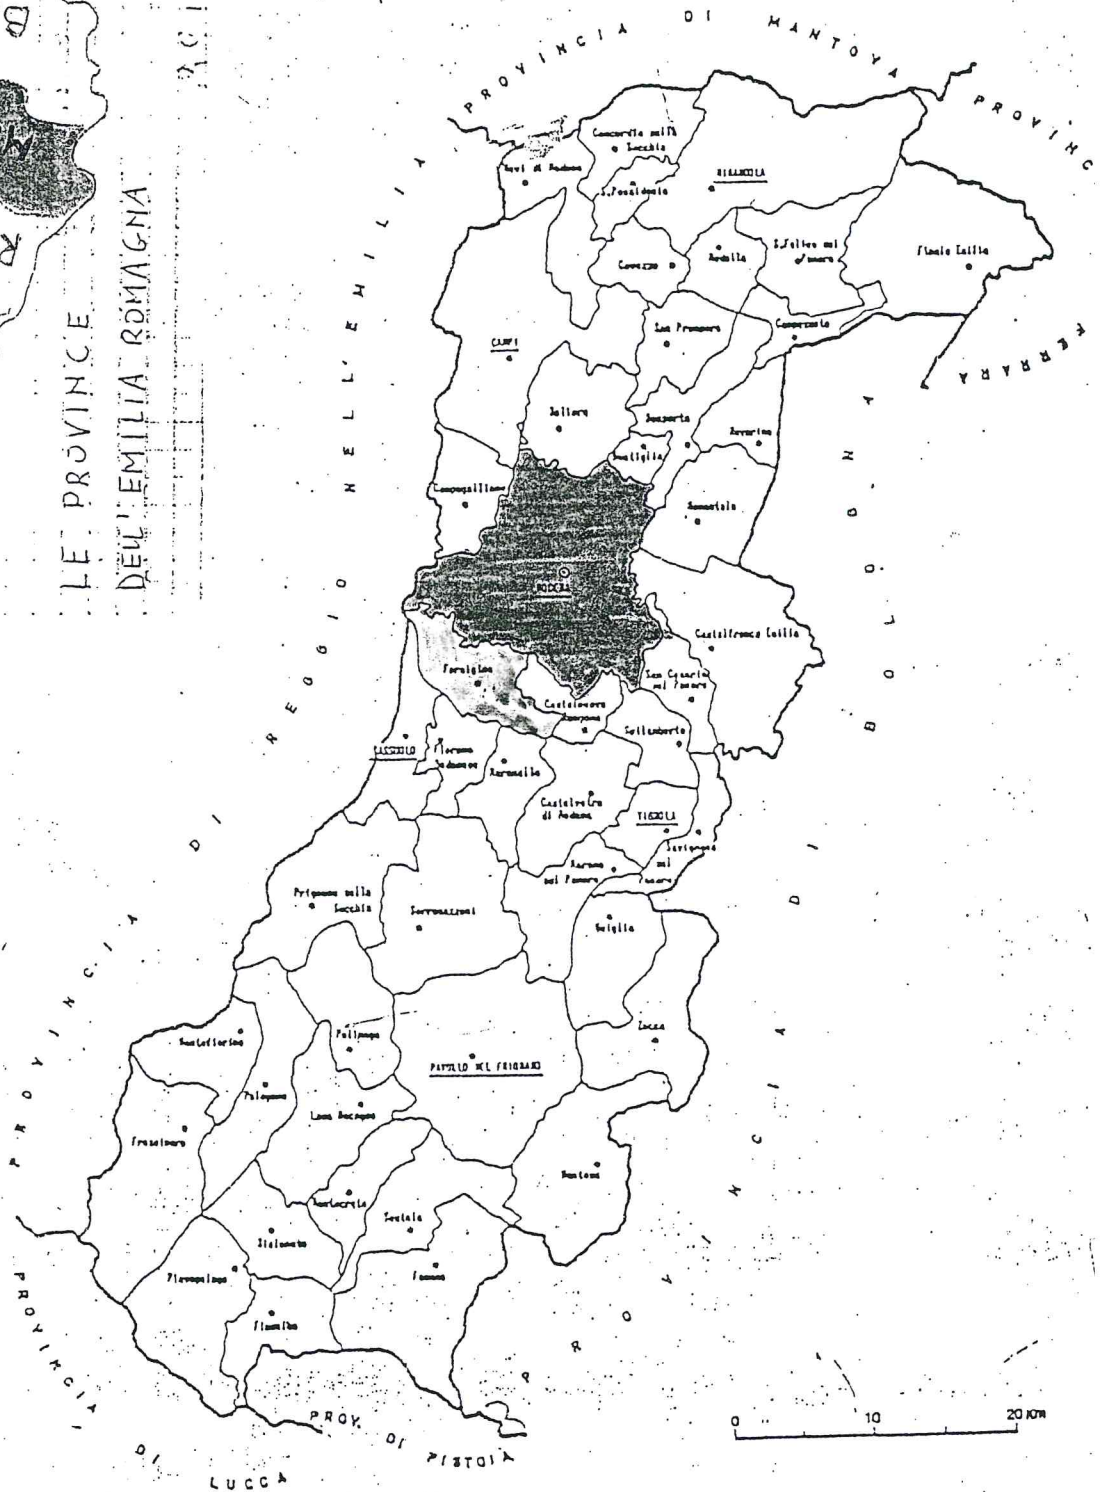 B
M
R
LE PROVINCE
DELL'EMILIA ROMAGNA
PROVINCIA DI MANTOVA
PROVINC
FERRARA
PROVINCIA DI REGGIO NELL'EMILIA
PROVINCIA DI BOLOGNA
PROVINCIA DI LUCCA
PROV. DI PISTOIA
Novi di Modena
Concordia sulla
Secchia
S.Possidonio
MIRANDOLA
Cavezzo
Medolla
S.Felice sul
Panaro
Finale Emilia
CARPI
San Prospero
Camposanto
Soliera
Bomporto
Ravarino
Bastiglia
Campogalliano
Nonantola
MODENA
Castelfranco Emilia
Formigine
San Cesario
sul Panaro
Castelnuovo
Rangone
Spilamberto
SASSUOLO
Fiorano
Modenese
Maranello
Castelvetro
di Modena
VIGNOLA
Savignano
sul
Panaro
Marano
sul Panaro
Prignano sulla
Secchia
Serramazzoni
Guiglia
Zocca
Montefiorino
Polinago
PAVULLO NEL FRIGNANO
Palagano
Lama Mocogno
Frassinoro
Montese
Montecreto
Sestola
Riolunato
Pievepelago
Fanano
Fiumalbo
0 10 20 km